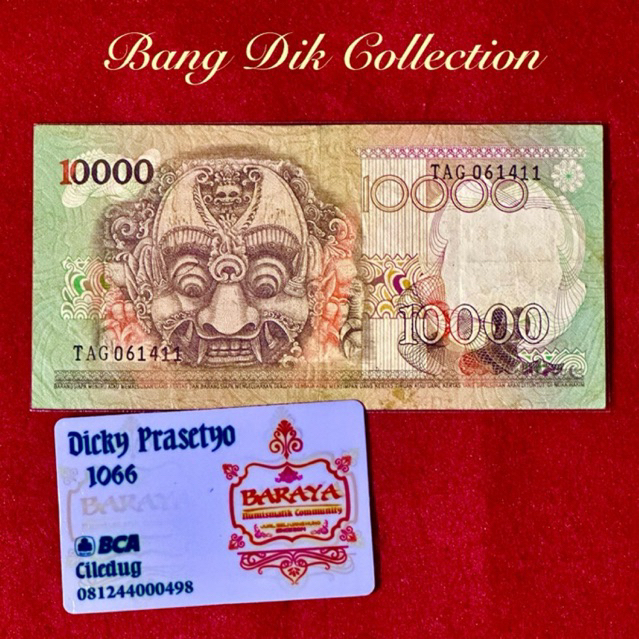 Bang Dik Collection
10000
TAG 061411
10000
10000
TAG 061411
Dicky Prasetyo
1066
BARAYA
BARAYA
Numismatik Community
BCA
Ciledug
081244000498